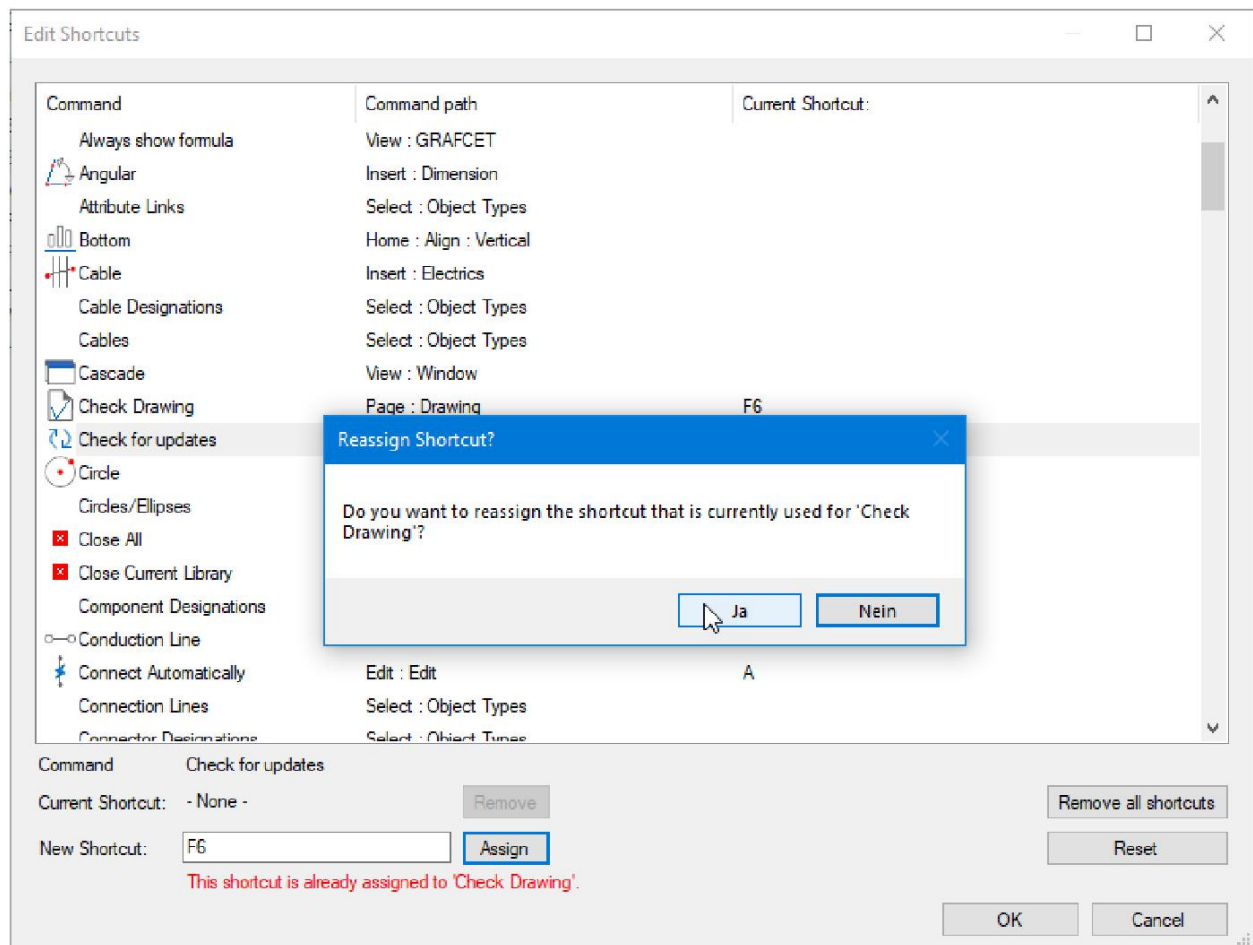 Edit Shortcuts
Command Command path Current Shortcut:
Always show formula View : GRAFCET
Angular Insert : Dimension
Attribute Links Select : Object Types
Bottom Home : Align : Vertical
Cable Insert : Electrics
Cable Designations Select : Object Types
Cables Select : Object Types
Cascade View : Window
Check Drawing Page : Drawing F6
Check for updates
Circle
Circles/Ellipses
Close All
Close Current Library
Component Designations
Conduction Line
Reassign Shortcut?
Do you want to reassign the shortcut that is currently used for 'Check
Drawing'?
Ja Nein
Connect Automatically Edit : Edit A
Connection Lines Select : Object Types
Connector Designations Select : Object Types
Command Check for updates
Current Shortcut: - None - Remove Remove all shortcuts
New Shortcut: F6 Assign Reset
This shortcut is already assigned to 'Check Drawing'.
OK Cancel